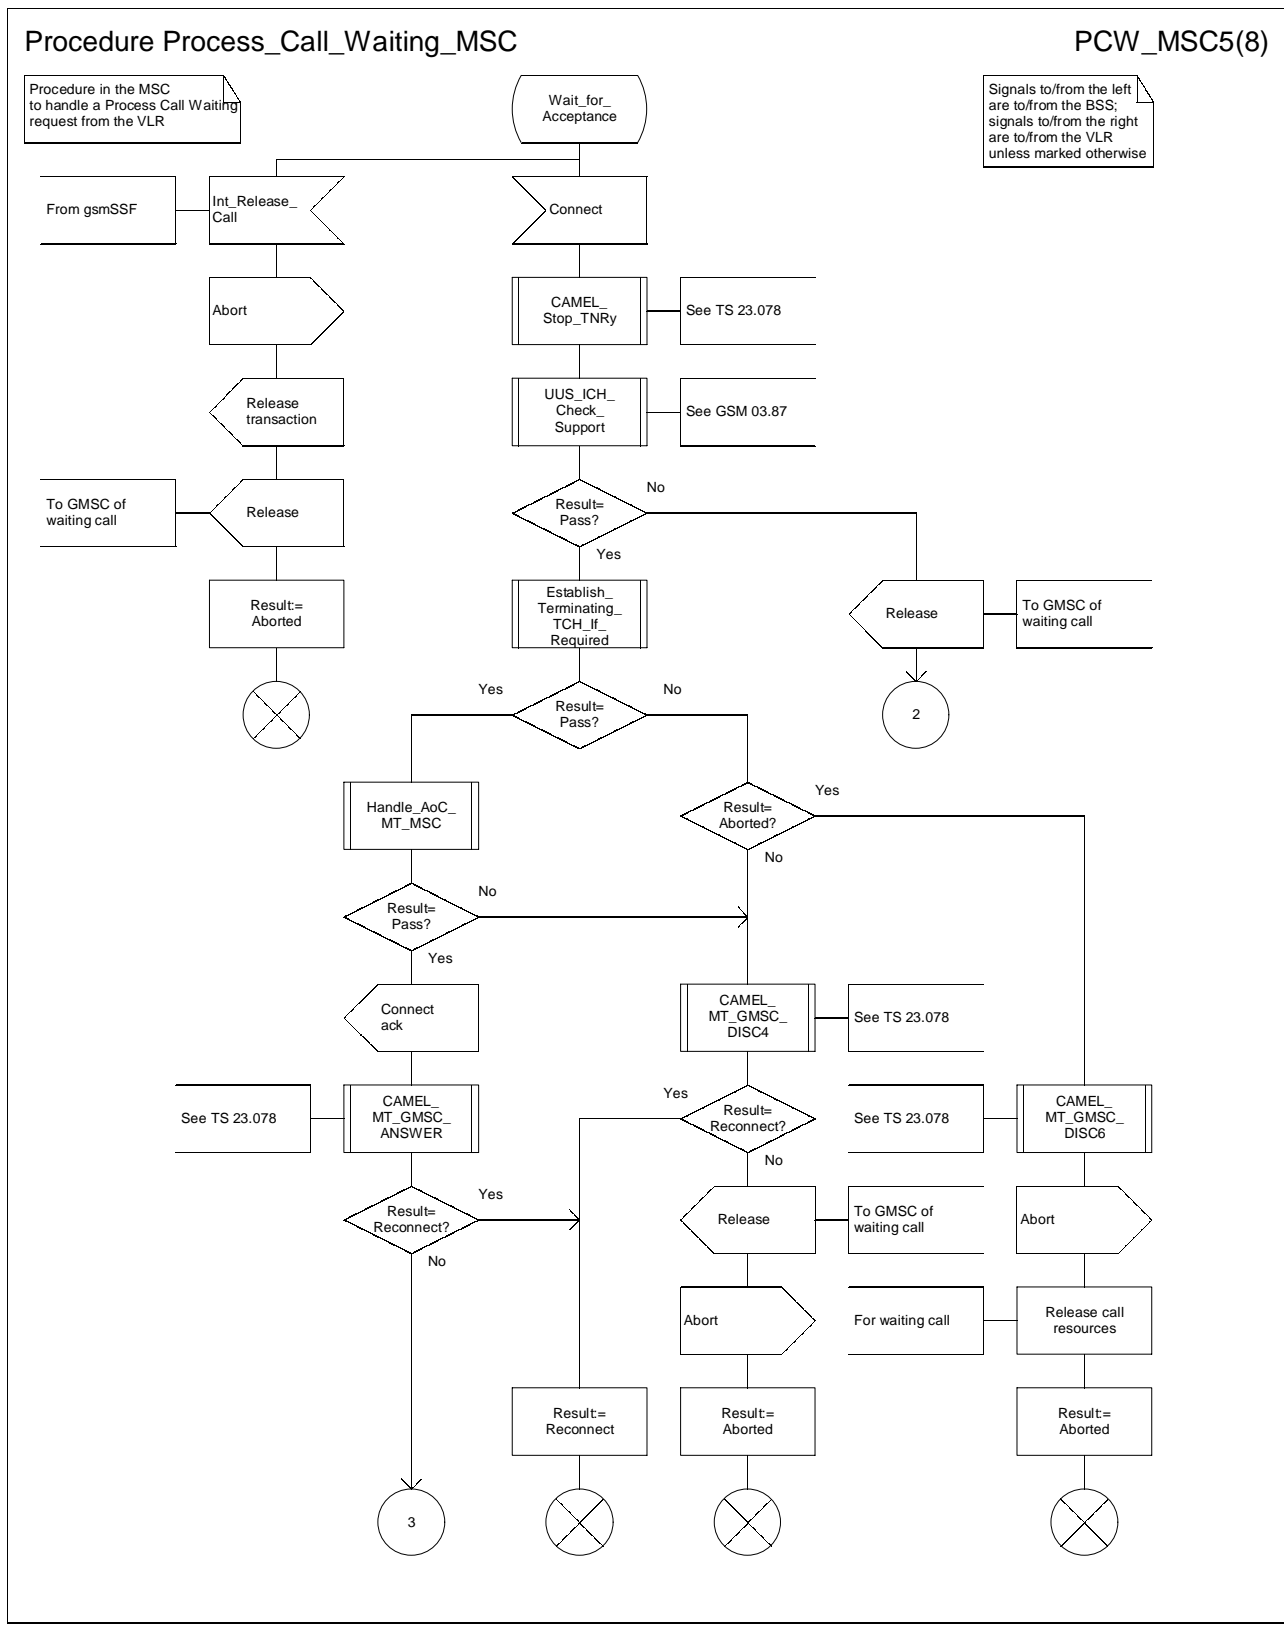 Procedure Process_Call_Waiting_MSC
PCW_MSC5(8)
Procedure in the MSC
to handle a Process Call Waiting
request from the VLR
Wait_for_
Acceptance
Signals to/from the left
are to/from the BSS;
signals to/from the right
are to/from the VLR
unless marked otherwise
From gsmSSF
Int_Release_
Call
Connect
Abort
CAMEL_
Stop_TNRy
See TS 23.078
Release
transaction
UUS_ICH_
Check_
Support
See GSM 03.87
To GMSC of
waiting call
Release
Result=
Pass?
No
Yes
Result:=
Aborted
Establish_
Terminating_
TCH_If_
Required
Release
To GMSC of
waiting call
Yes
Result=
Pass?
No
2
Handle_AoC_
MT_MSC
Result=
Aborted?
Yes
No
Result=
Pass?
No
Yes
Connect
ack
CAMEL_
MT_GMSC_
DISC4
See TS 23.078
See TS 23.078
CAMEL_
MT_GMSC_
ANSWER
Yes
Result=
Reconnect?
No
See TS 23.078
CAMEL_
MT_GMSC_
DISC6
Result=
Reconnect?
Yes
No
Release
To GMSC of
waiting call
Abort
Abort
For waiting call
Release call
resources
Result:=
Reconnect
Result:=
Aborted
Result:=
Aborted
3